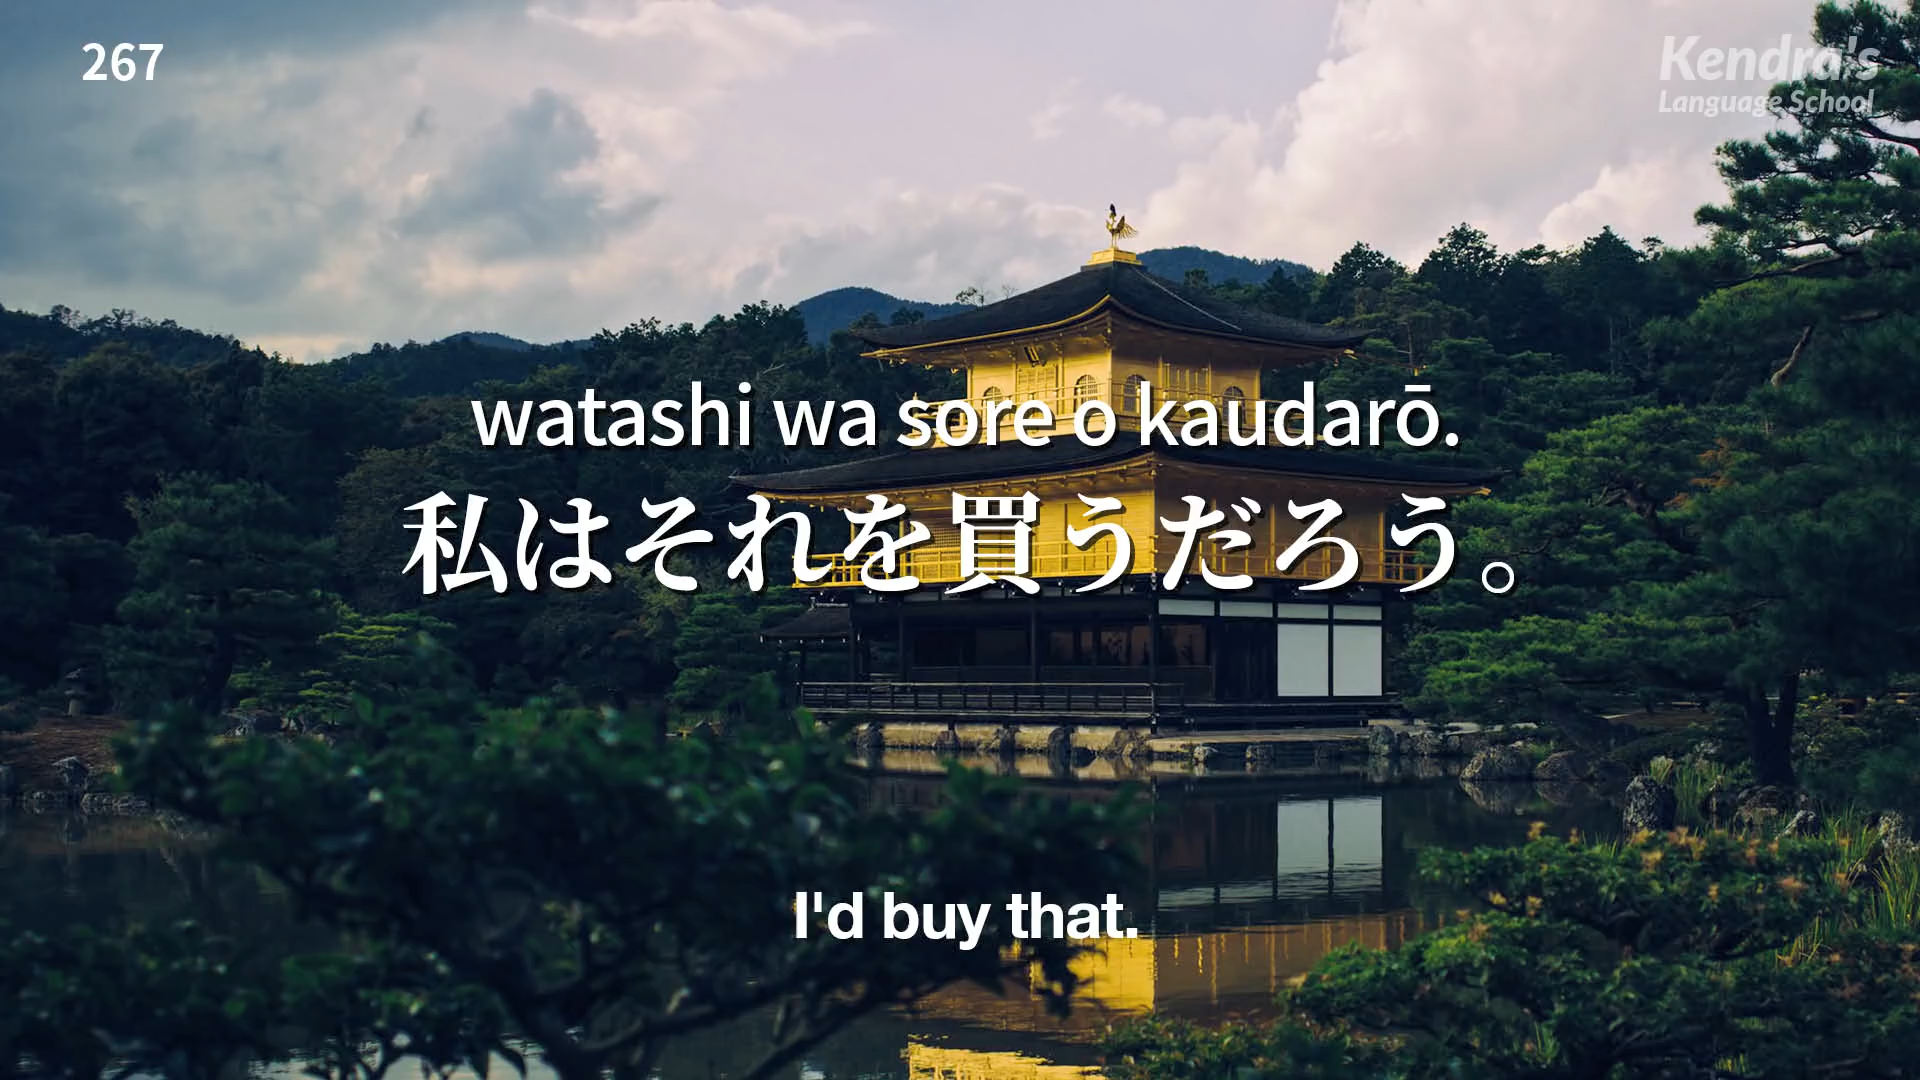 267
Kendra's
Language School
watashi wa sore o kaudarō.
私はそれを買うだろう。
I'd buy that.